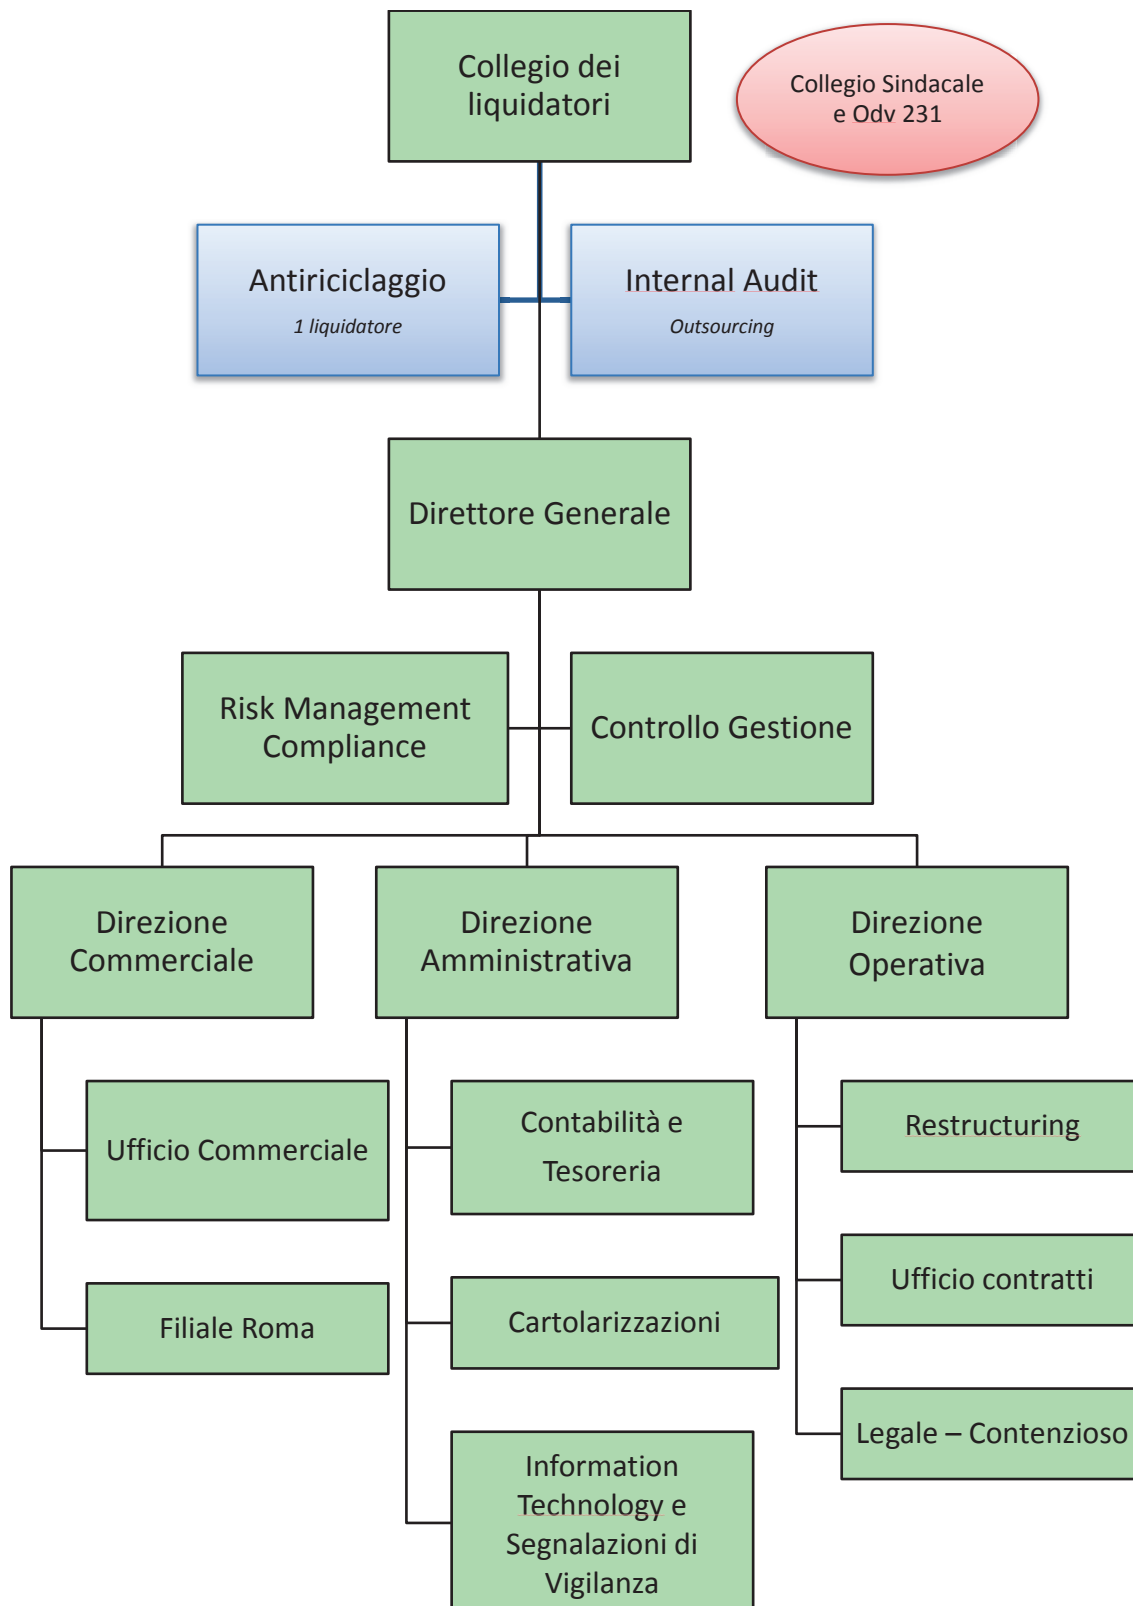 Collegio dei
liquidatori
Collegio Sindacale
e Odv 231
Antiriciclaggio
1 liquidatore
Internal Audit
Outsourcing
Direttore Generale
Risk Management
Compliance
Controllo Gestione
Direzione
Commerciale
Direzione
Amministrativa
Direzione
Operativa
Ufficio Commerciale
Filiale Roma
Contabilità e
Tesoreria
Cartolarizzazioni
Information
Technology e
Segnalazioni di
Vigilanza
Restructuring
Ufficio contratti
Legale – Contenzioso